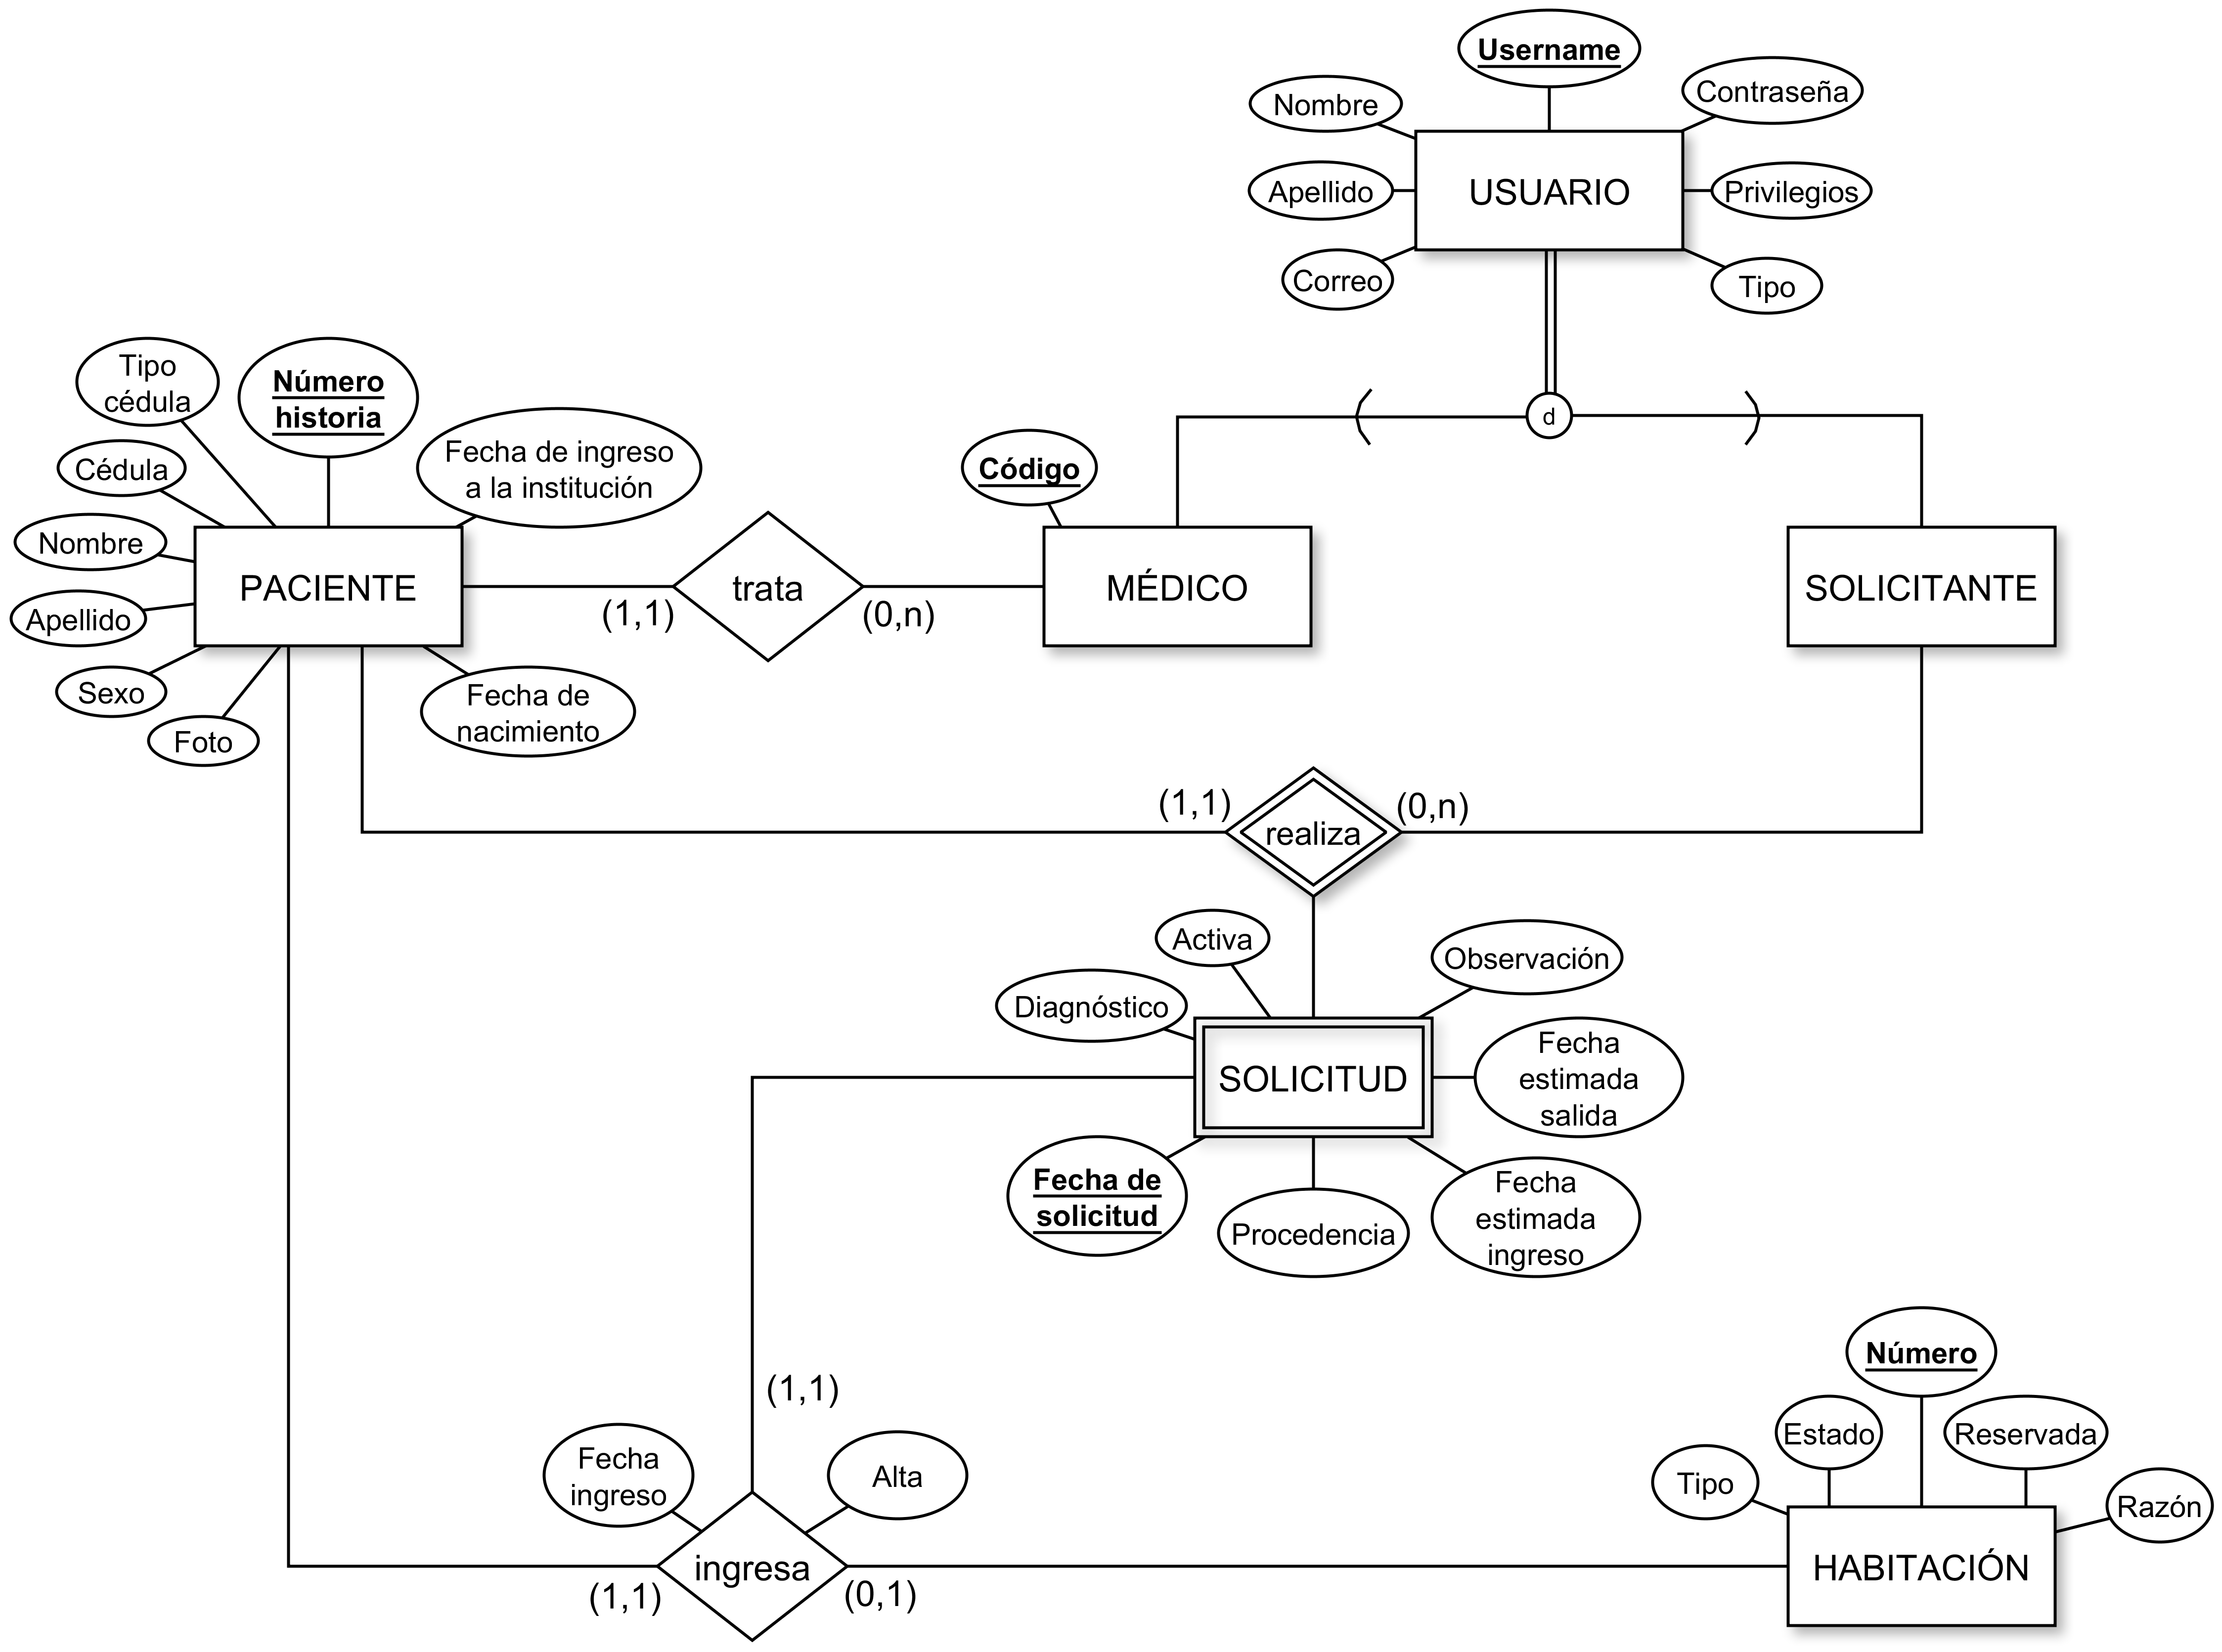 Username
Nombre
Contraseña
Apellido
USUARIO
Privilegios
Correo
Tipo
d
Tipo
cédula
Número
historia
Fecha de ingreso
a la institución
Cédula
Código
Nombre
PACIENTE
trata
MÉDICO
SOLICITANTE
(1,1)
(0,n)
Apellido
Sexo
Foto
Fecha de
nacimiento
(1,1)
realiza
(0,n)
Activa
Observación
Diagnóstico
SOLICITUD
Fecha
estimada
salida
Fecha de
solicitud
Procedencia
Fecha
estimada
ingreso
(1,1)
Número
Estado
Reservada
Tipo
Razón
Fecha
ingreso
Alta
ingresa
HABITACIÓN
(1,1)
(0,1)